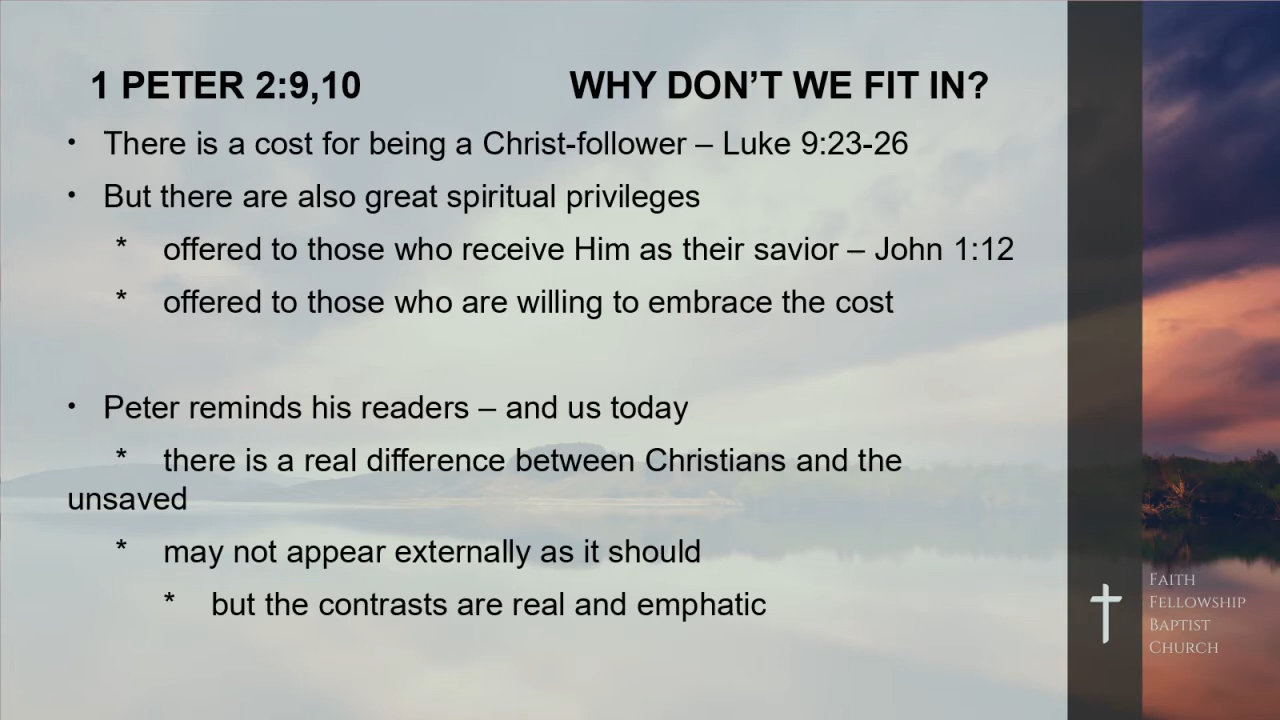 1 PETER 2:9,10 WHY DON’T WE FIT IN?
• There is a cost for being a Christ-follower – Luke 9:23-26
• But there are also great spiritual privileges
* offered to those who receive Him as their savior – John 1:12
* offered to those who are willing to embrace the cost
• Peter reminds his readers – and us today
* there is a real difference between Christians and the
unsaved
* may not appear externally as it should
* but the contrasts are real and emphatic
FAITH
FELLOWSHIP
BAPTIST
CHURCH